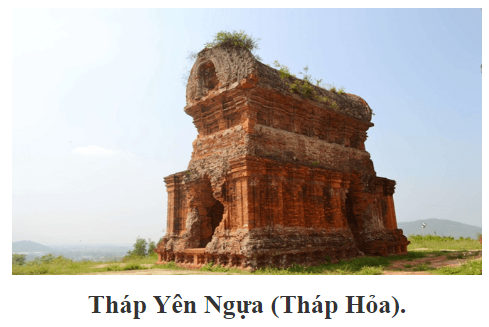 Tháp Yên Ngựa (Tháp Hỏa).